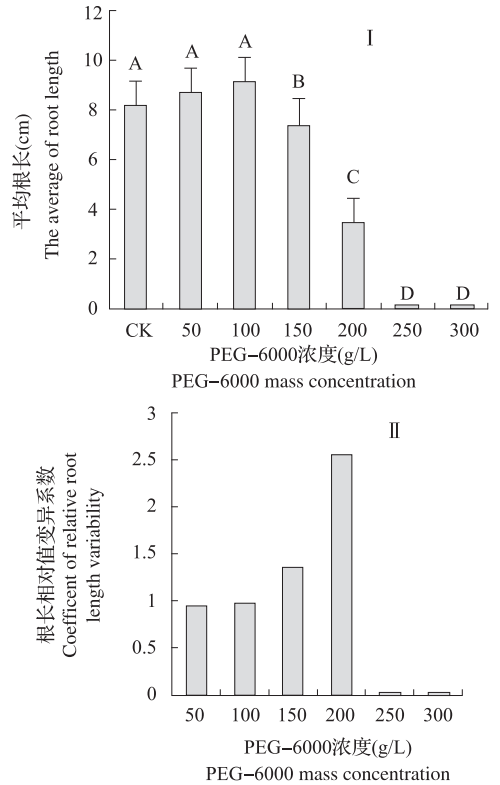 12
10
8
6
4
2
0
平均根长(cm)
The average of root length
Ⅰ
A
A
A
B
C
D
D
CK
50
100
150
200
250
300
PEG−6000浓度(g/L)
PEG−6000 mass concentration
3
2.5
2
1.5
1
0.5
0
根长相对值变异系数
Coefficent of relative root
length variability
Ⅱ
50
100
150
200
250
300
PEG−6000浓度(g/L)
PEG−6000 mass concentration